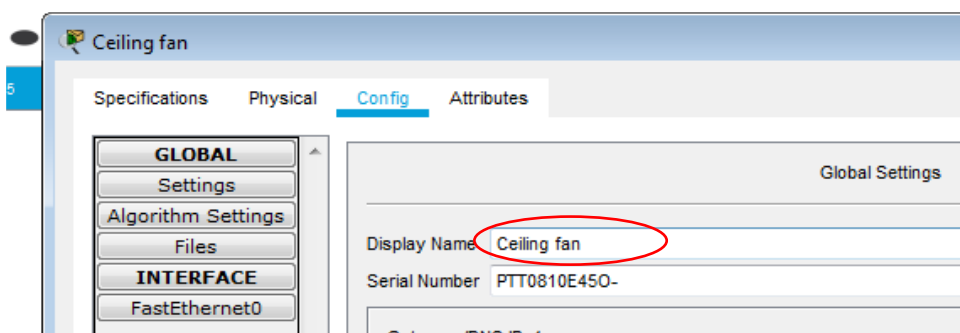 Ceiling fan
5
Specifications Physical Config Attributes
GLOBAL
Settings
Algorithm Settings
Files
INTERFACE
FastEthernet0
Global Settings
Display Name Ceiling fan
Serial Number PTT0810E45O-